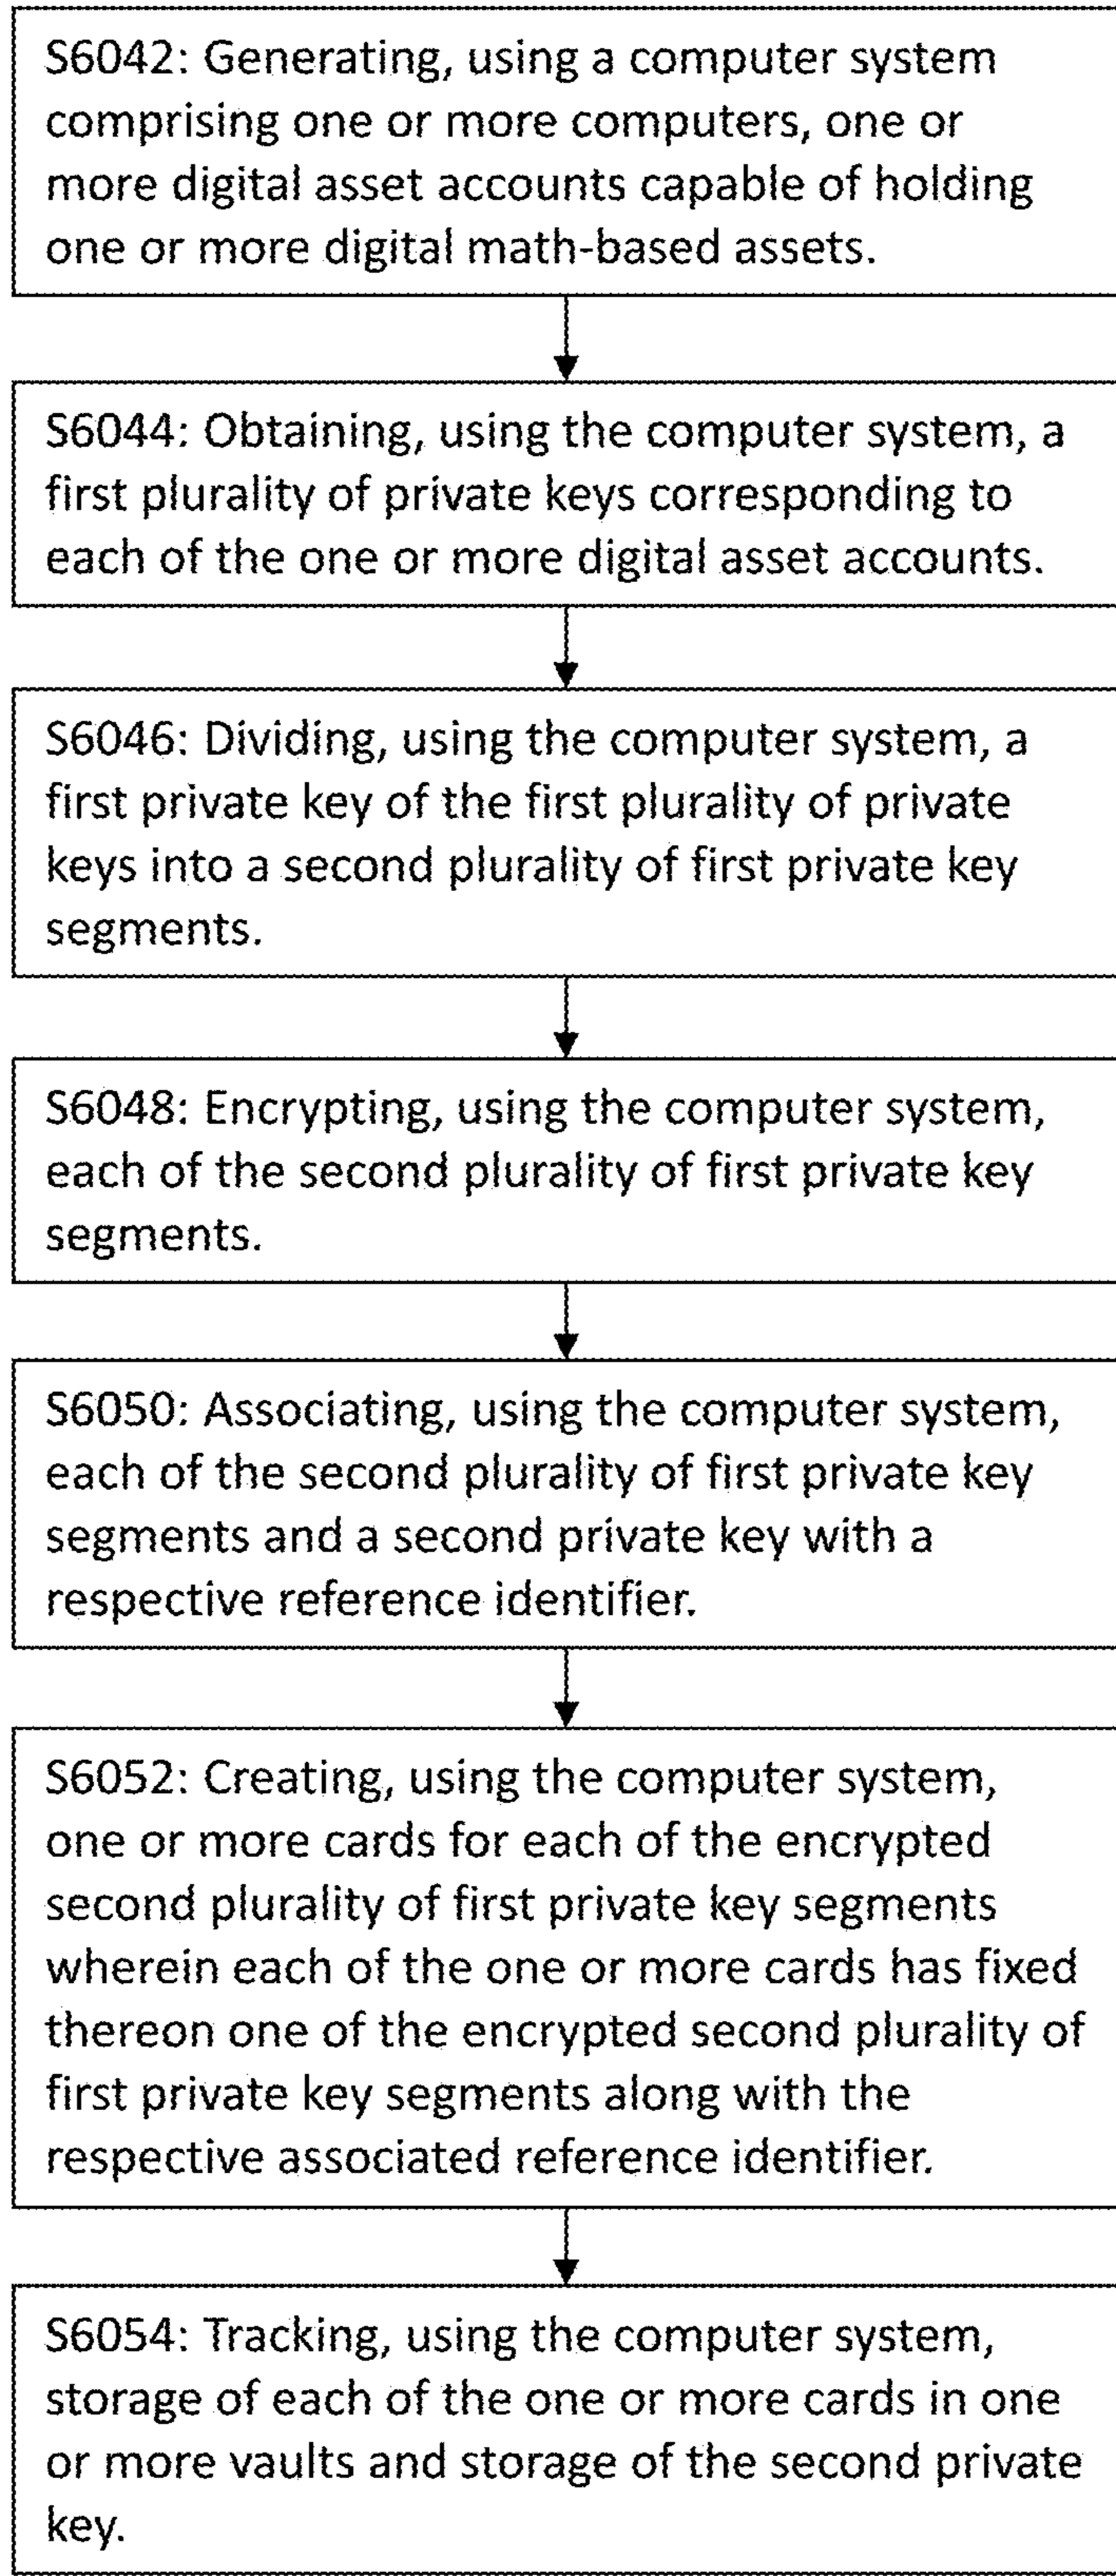 S6042: Generating, using a computer system
comprising one or more computers, one or
more digital asset accounts capable of holding
one or more digital math-based assets.
S6044: Obtaining, using the computer system, a
first plurality of private keys corresponding to
each of the one or more digital asset accounts.
S6046: Dividing, using the computer system, a
first private key of the first plurality of private
keys into a second plurality of first private key
segments.
S6048: Encrypting, using the computer system,
each of the second plurality of first private key
segments.
S6050: Associating, using the computer system,
each of the second plurality of first private key
segments and a second private key with a
respective reference identifier.
S6052: Creating, using the computer system,
one or more cards for each of the encrypted
second plurality of first private key segments
wherein each of the one or more cards has fixed
thereon one of the encrypted second plurality of
first private key segments along with the
respective associated reference identifier.
S6054: Tracking, using the computer system,
storage of each of the one or more cards in one
or more vaults and storage of the second private
key.